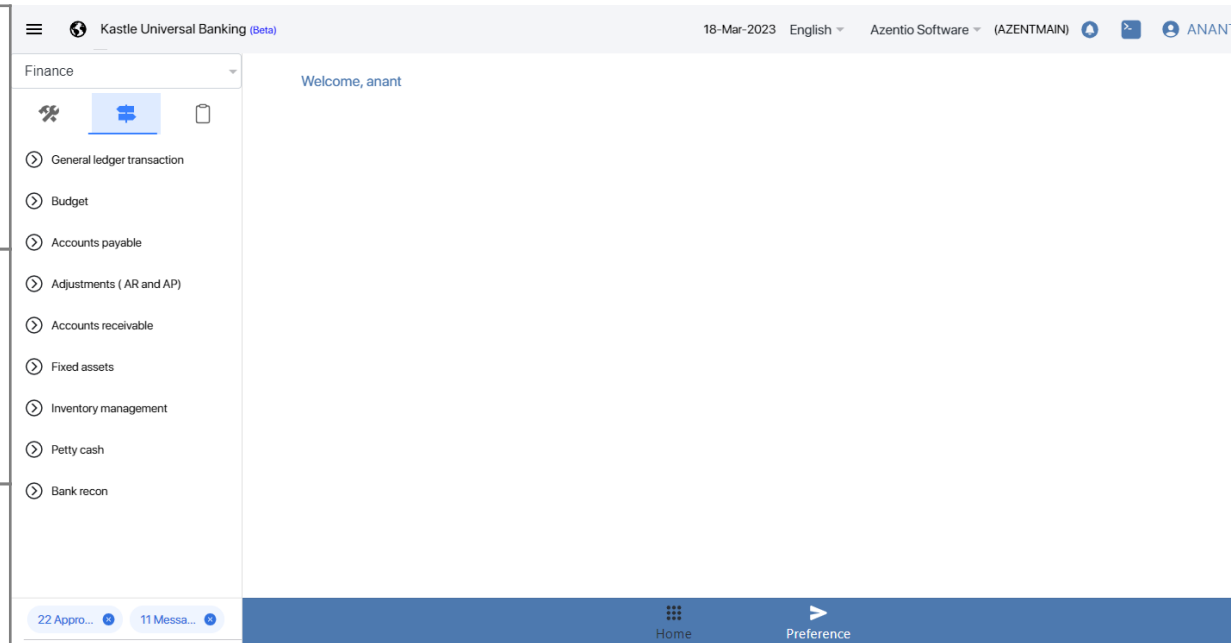 Kastle Universal Banking (Beta)
18-Mar-2023 English Azentio Software (AZENTMAIN) ANANT
Finance
Welcome, anant
General ledger transaction
Budget
Accounts payable
Adjustments ( AR and AP)
Accounts receivable
Fixed assets
Inventory management
Petty cash
Bank recon
22 Appro... 11 Messa...
Home Preference